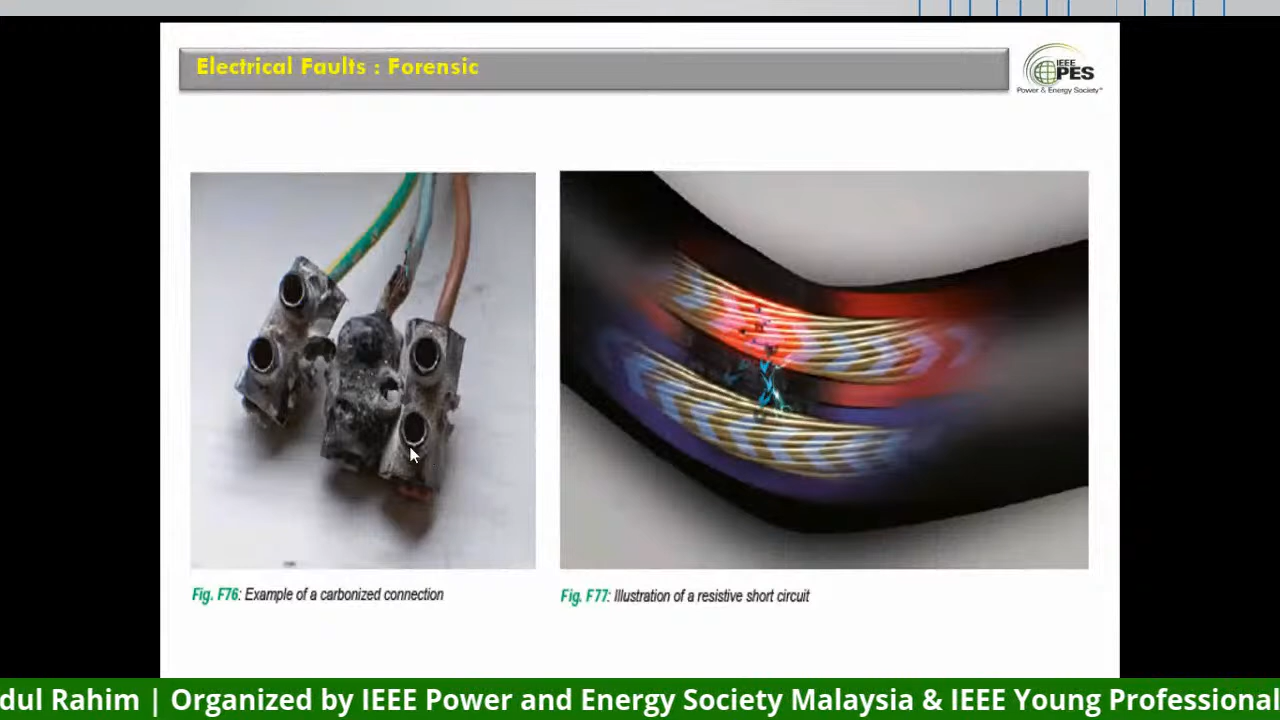 Electrical Faults : Forensic
IEEE
PES
Power & Energy Society
Fig. F76: Example of a carbonized connection
Fig. F77: Illustration of a resistive short circuit
dul Rahim | Organized by IEEE Power and Energy Society Malaysia & IEEE Young Professional